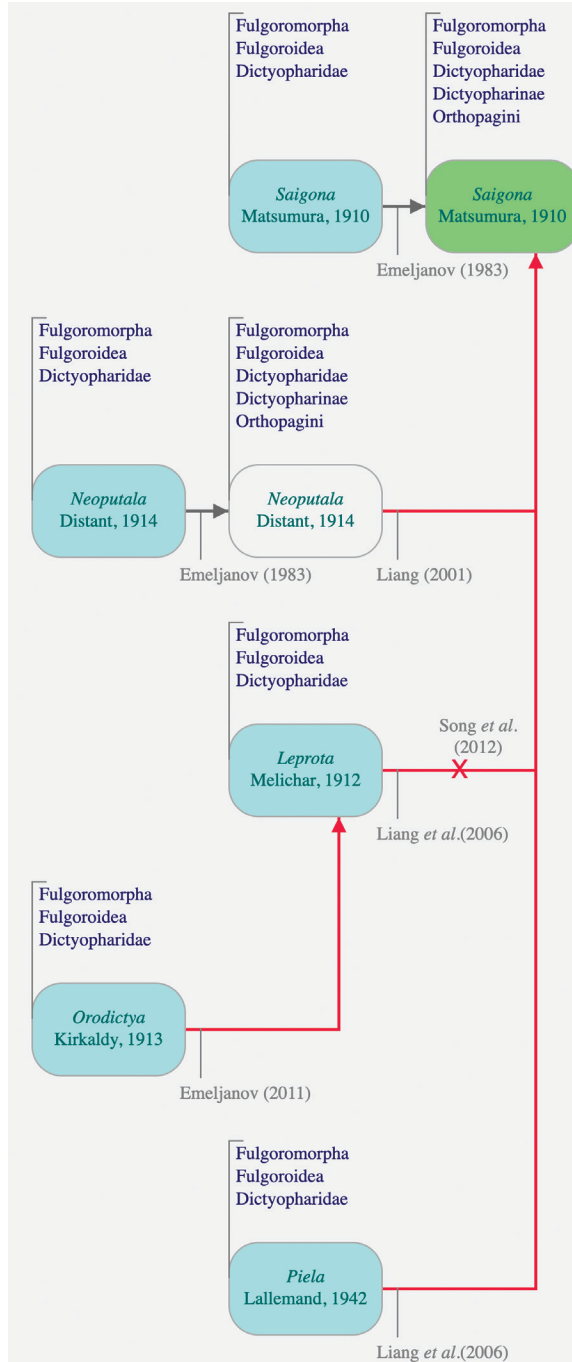 Fulgoromorpha
Fulgoroidea
Dictyopharidae
Fulgoromorpha
Fulgoroidea
Dictyopharidae
Dictyopharinae
Orthopagini
Saigona
Matsumura, 1910
Saigona
Matsumura, 1910
Emeljanov (1983)
Fulgoromorpha
Fulgoroidea
Dictyopharidae
Fulgoromorpha
Fulgoroidea
Dictyopharidae
Dictyopharinae
Orthopagini
Neoputala
Distant, 1914
Neoputala
Distant, 1914
Emeljanov (1983)
Liang (2001)
Fulgoromorpha
Fulgoroidea
Dictyopharidae
Leprota
Melichar, 1912
Song et al.
(2012)
X
Liang et al.(2006)
Fulgoromorpha
Fulgoroidea
Dictyopharidae
Orodictya
Kirkaldy, 1913
Emeljanov (2011)
Fulgoromorpha
Fulgoroidea
Dictyopharidae
Piela
Lallemand, 1942
Liang et al.(2006)